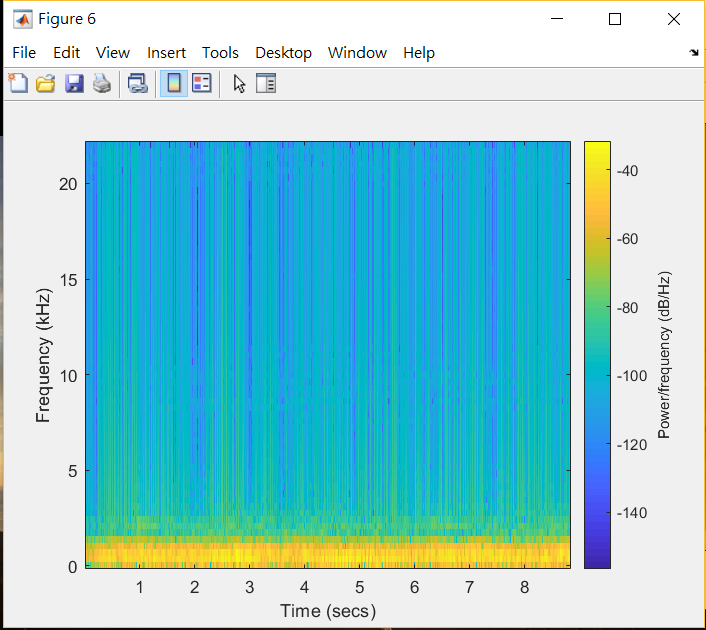 Figure 6
File Edit View Insert Tools Desktop Window Help
20
15
10
5
0
Frequency (kHz)
1 2 3 4 5 6 7 8
Time (secs)
-40
-60
-80
-100
-120
-140
Power/frequency (dB/Hz)